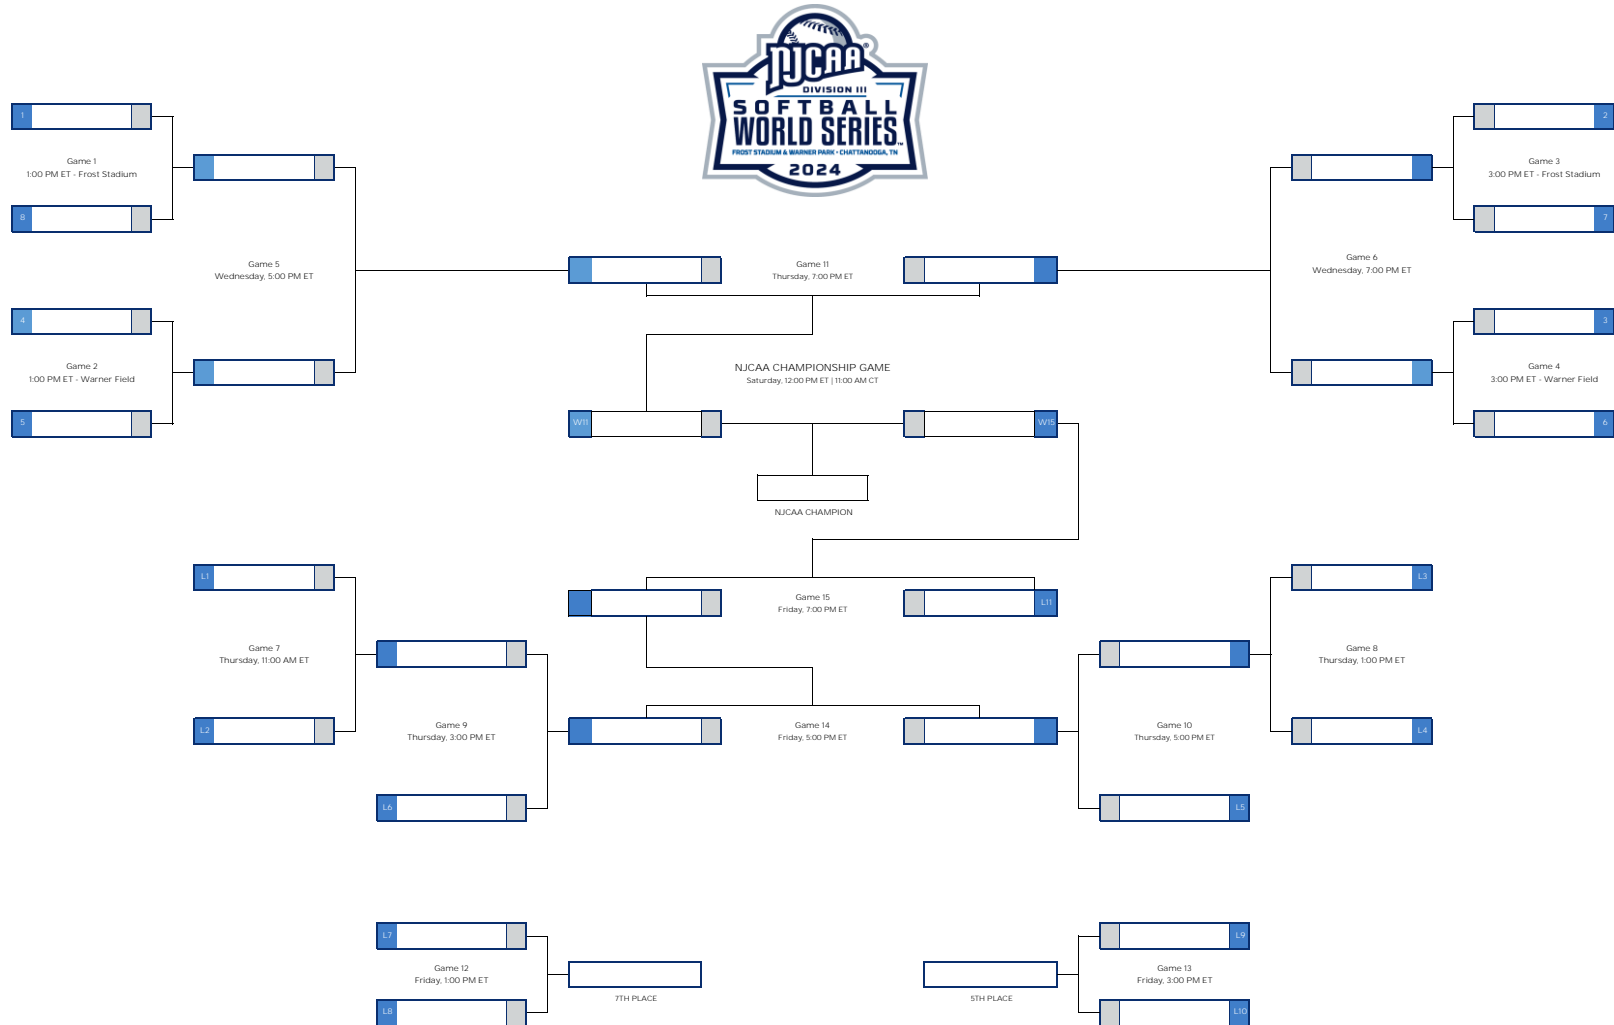 NJCAA®
DIVISION III
SOFTBALL
WORLD SERIES™
FROST STADIUM & WARNER PARK • CHATTANOOGA, TN
2024
1
2
Game 1
1:00 PM ET - Frost Stadium
Game 3
3:00 PM ET - Frost Stadium
8
7
Game 5
Wednesday, 5:00 PM ET
Game 11
Thursday, 7:00 PM ET
Game 6
Wednesday, 7:00 PM ET
4
3
Game 2
1:00 PM ET - Warner Field
NJCAA CHAMPIONSHIP GAME
Saturday, 12:00 PM ET | 11:00 AM CT
Game 4
3:00 PM ET - Warner Field
5
W11
W15
6
NJCAA CHAMPION
L1
L3
Game 15
Friday, 7:00 PM ET
L11
Game 7
Thursday, 11:00 AM ET
Game 8
Thursday, 1:00 PM ET
L2
Game 9
Thursday, 3:00 PM ET
Game 14
Friday, 5:00 PM ET
Game 10
Thursday, 5:00 PM ET
L4
L6
L5
L7
L9
Game 12
Friday, 1:00 PM ET
Game 13
Friday, 3:00 PM ET
7TH PLACE
5TH PLACE
L8
L10